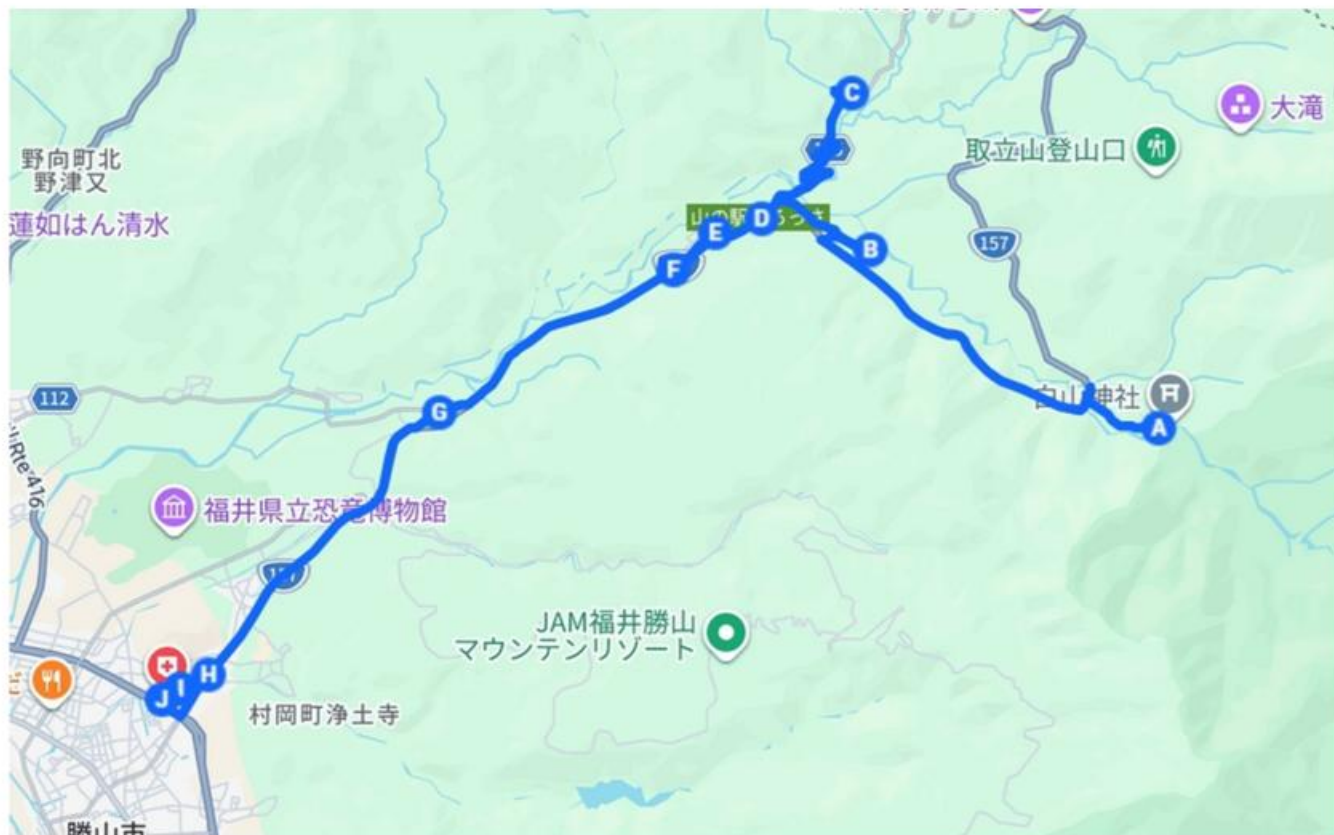 大滝
取立山登山口
野向町北
野津又
蓮如はん清水
C
D
E
B
F
157
白山神社
A
112
G
Rte 416
福井県立恐竜博物館
JAM福井勝山
マウンテンリゾート
H
I
J
村岡町浄土寺
勝山市